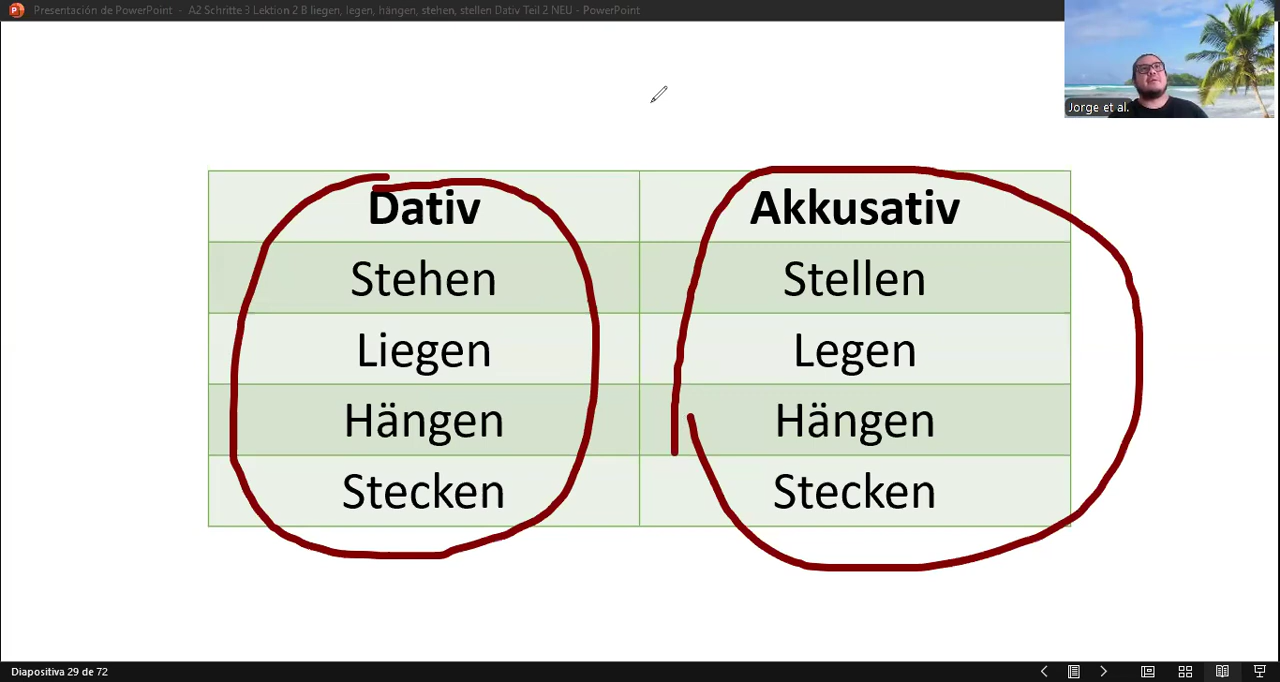 Presentación de PowerPoint - A2 Schritte 3 Lektion 2 B liegen, legen, hängen, stehen, stellen Dativ Teil 2 NEU - PowerPoint
Jorge et al.
Dativ Akkusativ
Stehen Stellen
Liegen Legen
Hängen Hängen
Stecken Stecken
Diapositiva 29 de 72